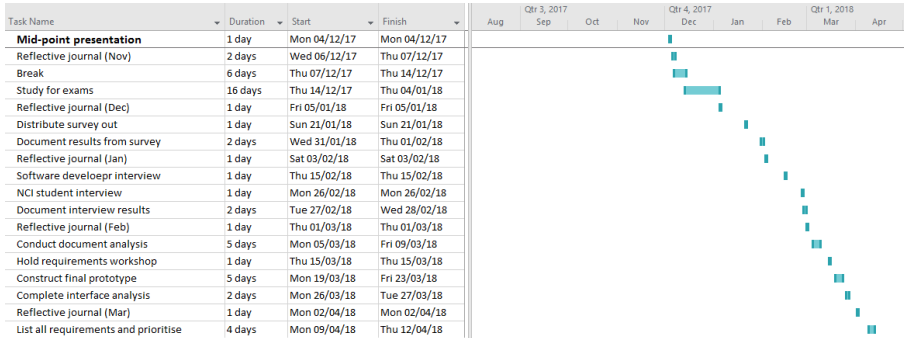 Qtr 3, 2017 Qtr 4, 2017 Qtr 1, 2018
Task Name Duration Start Finish Aug Sep Oct Nov Dec Jan Feb Mar Apr
Mid-point presentation 1 day Mon 04/12/17 Mon 04/12/17
Reflective journal (Nov) 2 days Wed 06/12/17 Thu 07/12/17
Break 6 days Thu 07/12/17 Thu 14/12/17
Study for exams 16 days Thu 14/12/17 Thu 04/01/18
Reflective journal (Dec) 1 day Fri 05/01/18 Fri 05/01/18
Distribute survey out 1 day Sun 21/01/18 Sun 21/01/18
Document results from survey 2 days Wed 31/01/18 Thu 01/02/18
Reflective journal (Jan) 1 day Sat 03/02/18 Sat 03/02/18
Software develoepr interview 1 day Thu 15/02/18 Thu 15/02/18
NCI student interview 1 day Mon 26/02/18 Mon 26/02/18
Document interview results 2 days Tue 27/02/18 Wed 28/02/18
Reflective journal (Feb) 1 day Thu 01/03/18 Thu 01/03/18
Conduct document analysis 5 days Mon 05/03/18 Fri 09/03/18
Hold requirements workshop 1 day Thu 15/03/18 Thu 15/03/18
Construct final prototype 5 days Mon 19/03/18 Fri 23/03/18
Complete interface analysis 2 days Mon 26/03/18 Tue 27/03/18
Reflective journal (Mar) 1 day Mon 02/04/18 Mon 02/04/18
List all requirements and prioritise 4 days Mon 09/04/18 Thu 12/04/18